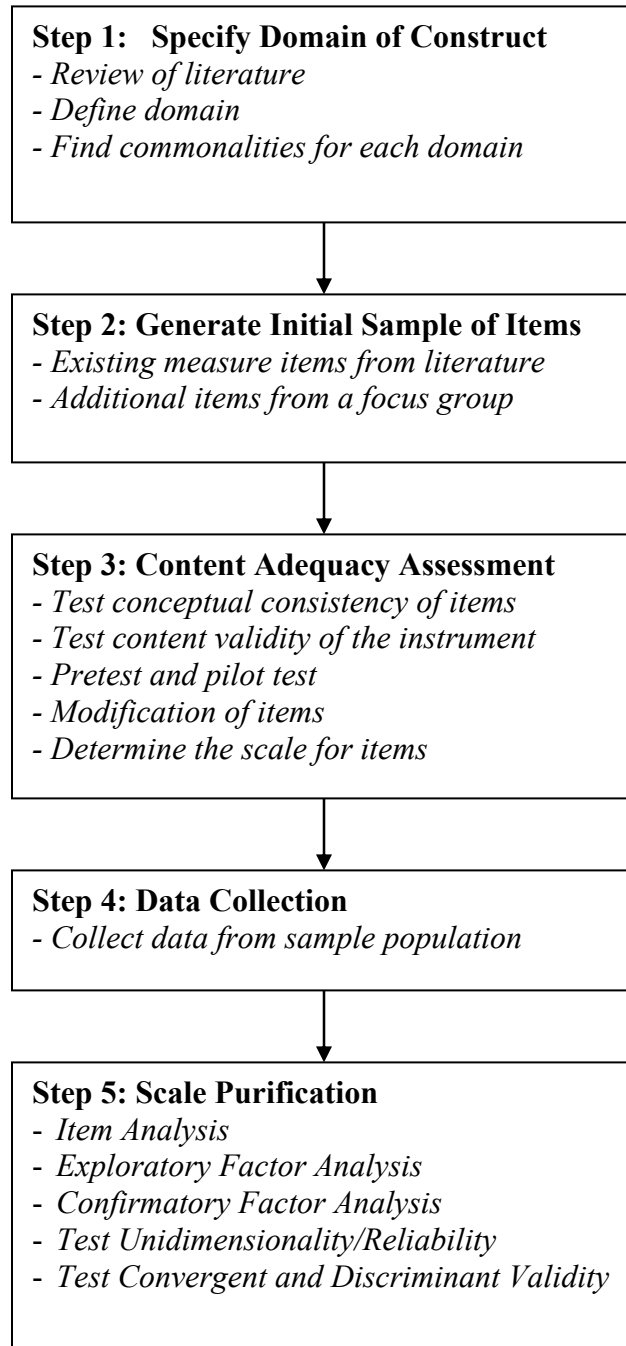 Step 1:   Specify Domain of Construct
- Review of literature
- Define domain
- Find commonalities for each domain
Step 2: Generate Initial Sample of Items
- Existing measure items from literature
- Additional items from a focus group
Step 3: Content Adequacy Assessment
- Test conceptual consistency of items
- Test content validity of the instrument
- Pretest and pilot test
- Modification of items
- Determine the scale for items
Step 4: Data Collection
- Collect data from sample population
Step 5: Scale Purification
- Item Analysis
- Exploratory Factor Analysis
- Confirmatory Factor Analysis
- Test Unidimensionality/Reliability
- Test Convergent and Discriminant Validity